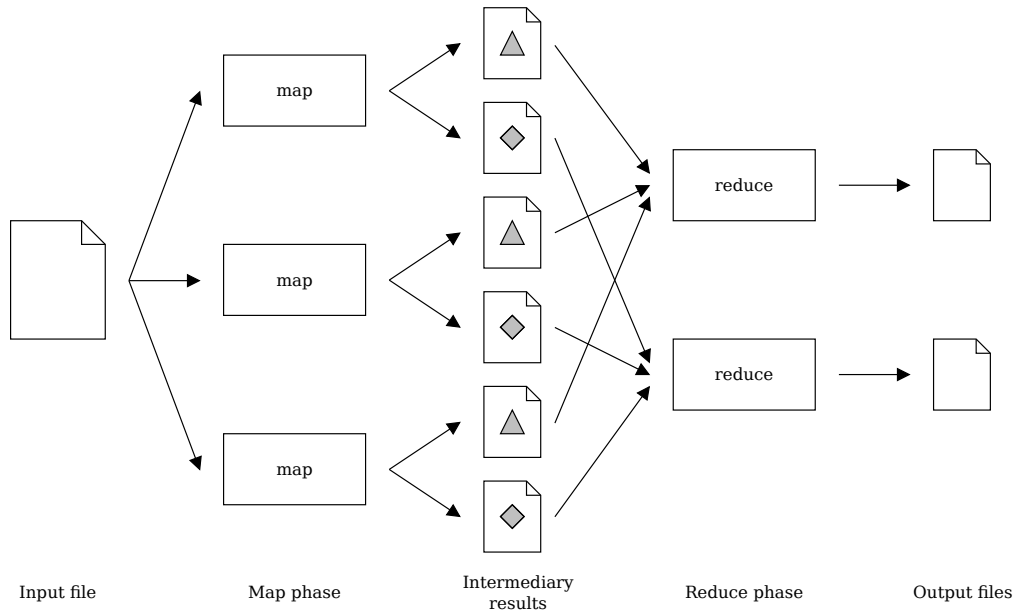 map
reduce
map
reduce
map
Input file
Map phase
Intermediary
results
Reduce phase
Output files